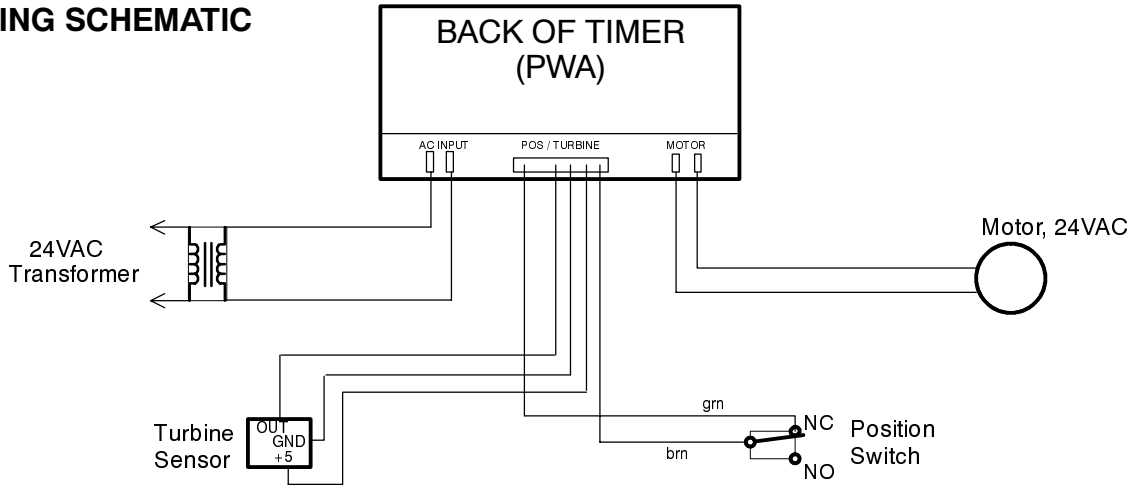 ING SCHEMATIC
BACK OF TIMER
(PWA)
AC INPUT
POS / TURBINE
MOTOR
24VAC
Transformer
Motor, 24VAC
Turbine
Sensor
OUT
GND
+5
grn
brn
NC
NO
Position
Switch